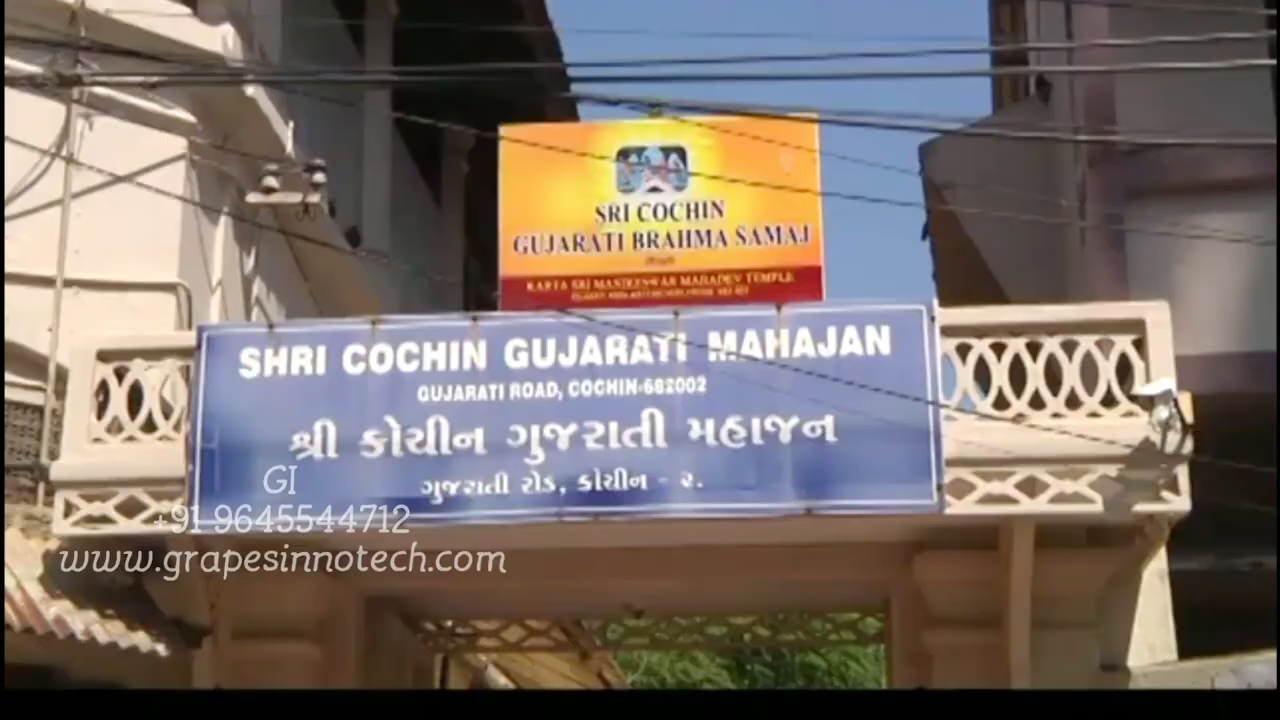 SRI COCHIN
GUJARATI BRAHMA SAMAJ
KARTA SRI MANIKESWAR MAHADEV TEMPLE
SHRI COCHIN GUJARATI MAHAJAN
GUJARATI ROAD, COCHIN-682002
શ્રી કોચીન ગુજરાતી મહાજન
ગુજરાતી રોડ, કોચીન - ૨.
GI
+91 9645544712
www.grapesinnotech.com